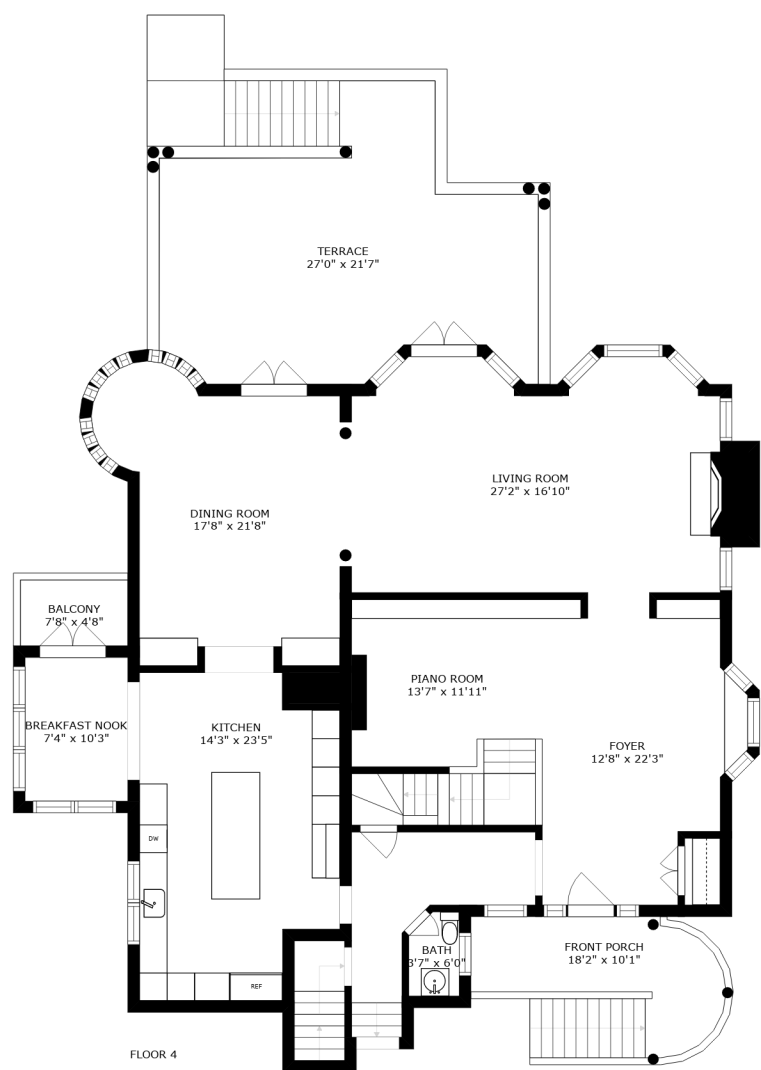 TERRACE
27'0" x 21'7"
LIVING ROOM
27'2" x 16'10"
DINING ROOM
17'8" x 21'8"
BALCONY
7'8" x 4'8"
PIANO ROOM
13'7" x 11'11"
BREAKFAST NOOK
7'4" x 10'3"
KITCHEN
14'3" x 23'5"
FOYER
12'8" x 22'3"
DW
BATH
3'7" x 6'0"
FRONT PORCH
18'2" x 10'1"
REF
FLOOR 4